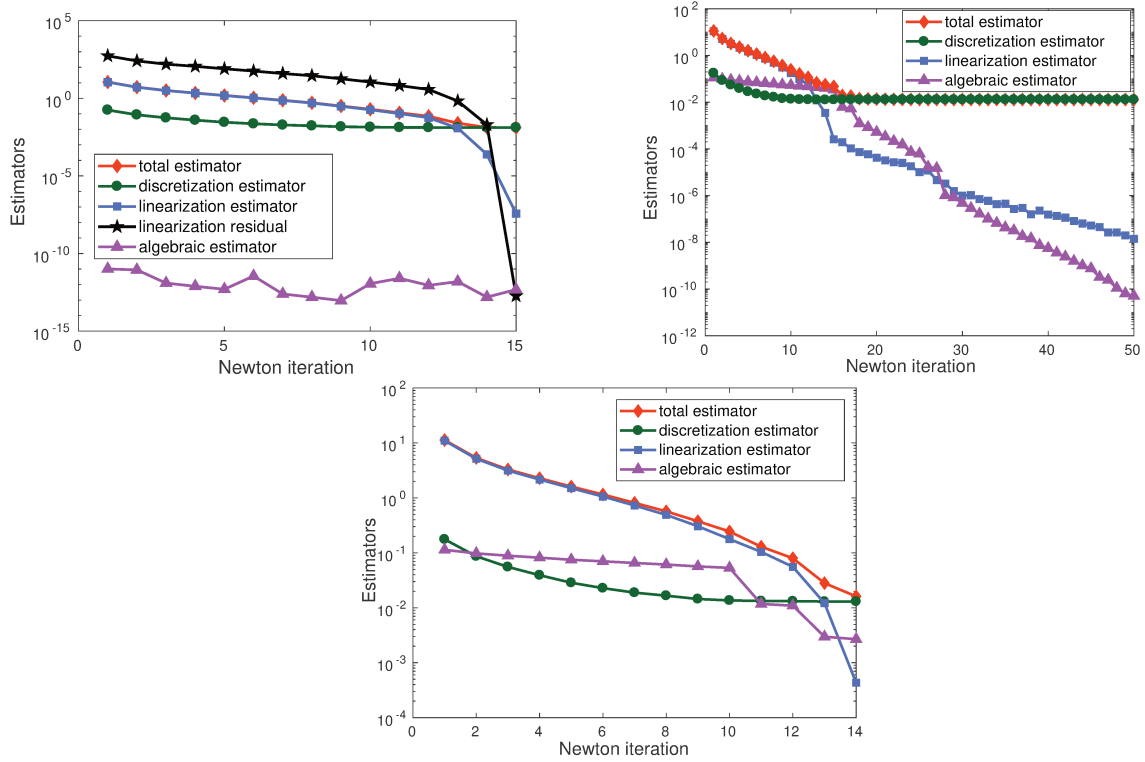 10^5
10^0
10^-5
10^-10
10^-15
Estimators
total estimator
discretization estimator
linearization estimator
linearization residual
algebraic estimator
0 5 10 15
Newton iteration
10^2
10^0
10^-2
10^-4
10^-6
10^-8
10^-10
10^-12
Estimators
total estimator
discretization estimator
linearization estimator
algebraic estimator
0 10 20 30 40 50
Newton iteration
10^2
10^1
10^0
10^-1
10^-2
10^-3
10^-4
Estimators
total estimator
discretization estimator
linearization estimator
algebraic estimator
0 2 4 6 8 10 12 14
Newton iteration